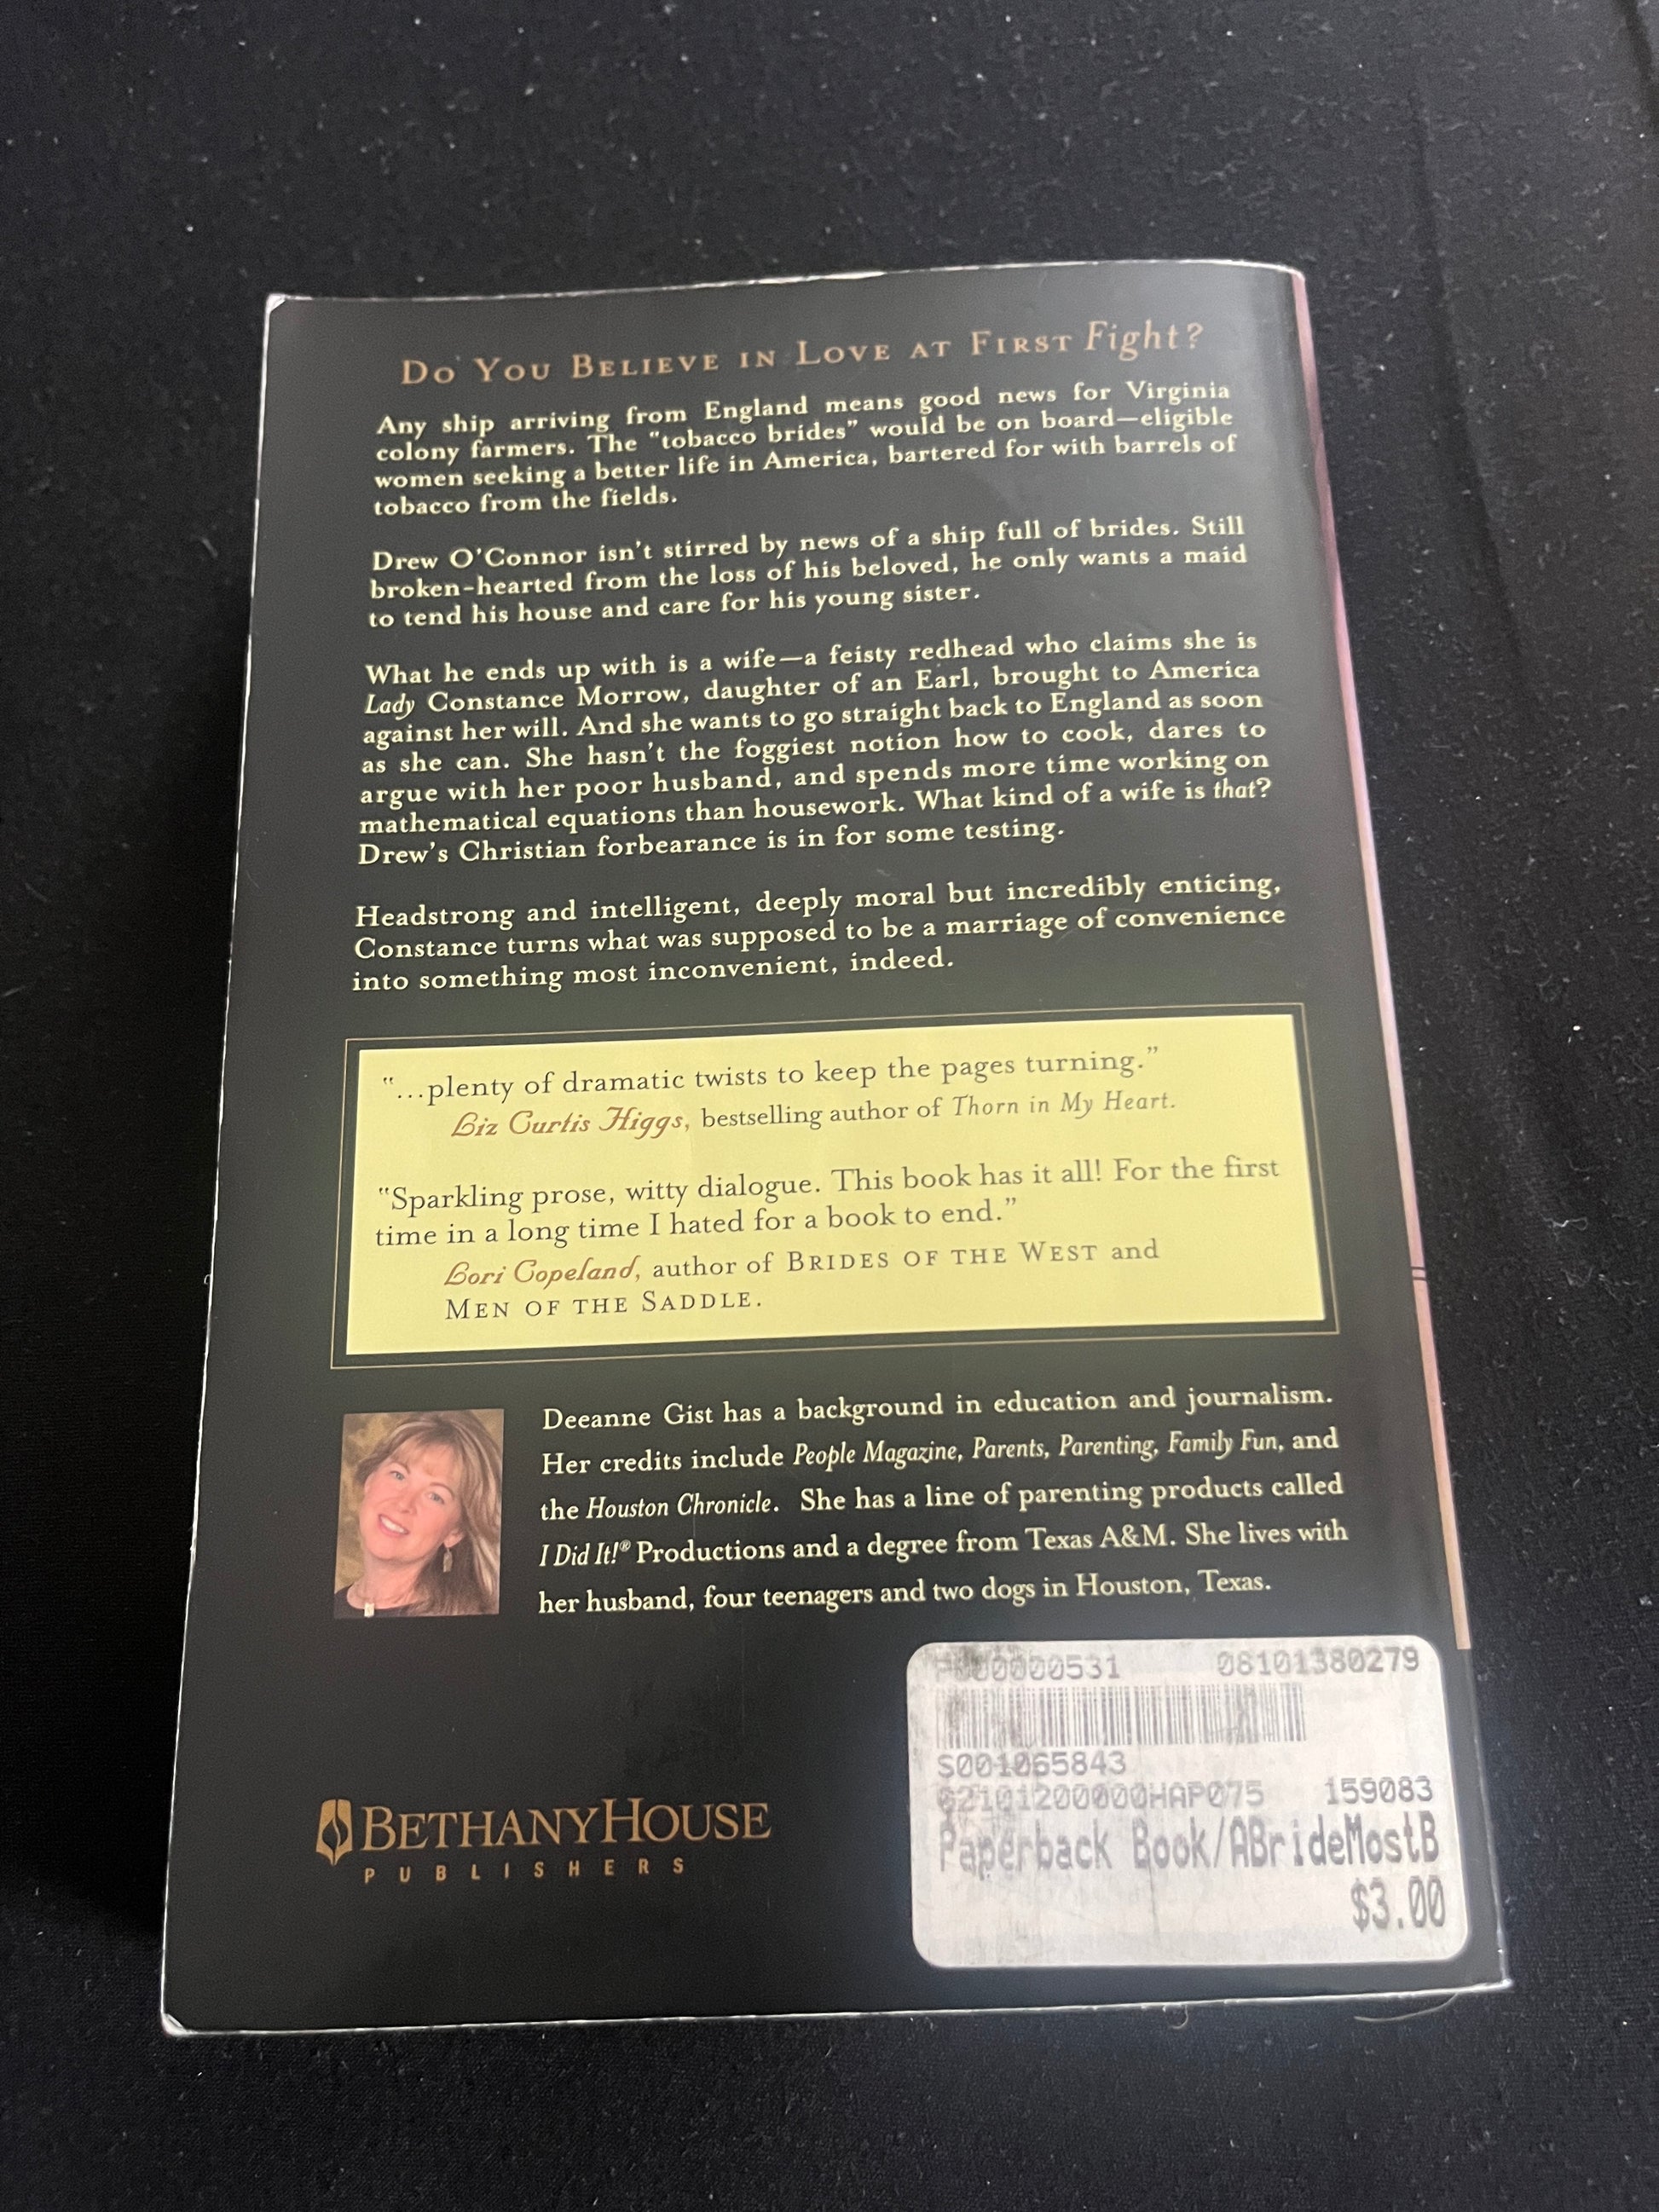 Do You Believe in Love at First Fight?
Any ship arriving from England means good news for Virginia
colony farmers. The "tobacco brides" would be on board—eligible
women seeking a better life in America, bartered for with barrels of
tobacco from the fields.
Drew O'Connor isn't stirred by news of a ship full of brides. Still
broken-hearted from the loss of his beloved, he only wants a maid
to tend his house and care for his young sister.
What he ends up with is a wife—a feisty redhead who claims she is
Lady Constance Morrow, daughter of an Earl, brought to America
against her will. And she wants to go straight back to England as soon
as she can. She hasn't the foggiest notion how to cook, dares to
argue with her poor husband, and spends more time working on
mathematical equations than housework. What kind of a wife is that?
Drew's Christian forbearance is in for some testing.
Headstrong and intelligent, deeply moral but incredibly enticing,
Constance turns what was supposed to be a marriage of convenience
into something most inconvenient, indeed.
"...plenty of dramatic twists to keep the pages turning."
Liz Curtis Higgs, bestselling author of Thorn in My Heart.
"Sparkling prose, witty dialogue. This book has it all! For the first
time in a long time I hated for a book to end."
Lori Copeland, author of Brides of the West and
Men of the Saddle.
Deeanne Gist has a background in education and journalism.
Her credits include People Magazine, Parents, Parenting, Family Fun, and
the Houston Chronicle. She has a line of parenting products called
I Did It!® Productions and a degree from Texas A&M. She lives with
her husband, four teenagers and two dogs in Houston, Texas.
08101380279
S001065843
62101200000HAP075 159083
Paperback Book/ABrideMostB
$3.00
BETHANYHOUSE
PUBLISHERS